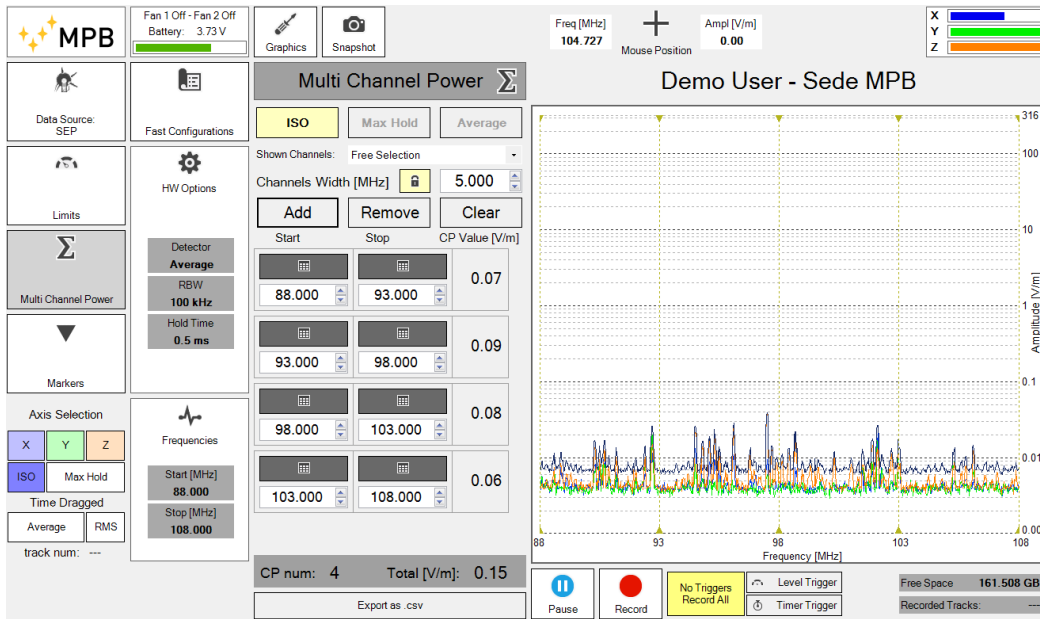 MPB
Fan 1 Off - Fan 2 Off
Battery: 3.73 V
Graphics
Snapshot
Freq [MHz]
104.727
Mouse Position
Ampl [V/m]
0.00
X
Y
Z
Data Source:
SEP
Fast Configurations
Limits
HW Options
Detector
Average
RBW
100 kHz
Hold Time
0.5 ms
Multi Channel Power
Markers
Axis Selection
X
Y
Z
ISO
Max Hold
Time Dragged
Average
RMS
track num: ---
Frequencies
Start [MHz]
88.000
Stop [MHz]
108.000
Multi Channel Power Σ
ISO
Max Hold
Average
Shown Channels: Free Selection
Channels Width [MHz] 5.000
Add
Remove
Clear
Start
Stop
CP Value [V/m]
88.000 93.000 0.07
93.000 98.000 0.09
98.000 103.000 0.08
103.000 108.000 0.06
CP num: 4 Total [V/m]: 0.15
Export as .csv
Demo User - Sede MPB
316
100
10
1
0.1
0.01
0.00
Amplitude [V/m]
88 93 98 103 108
Frequency [MHz]
Pause
Record
No Triggers
Record All
Level Trigger
Timer Trigger
Free Space 161.508 GB
Recorded Tracks: ---